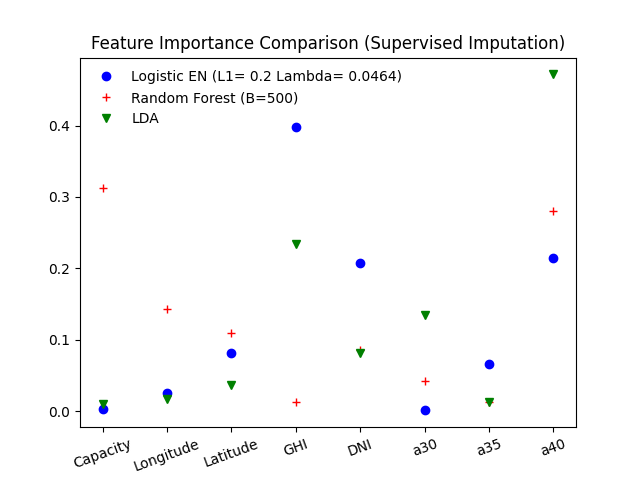 Feature Importance Comparison (Supervised Imputation)
Logistic EN (L1= 0.2 Lambda= 0.0464)
Random Forest (B=500)
LDA
0.4
0.3
0.2
0.1
0.0
Capacity
Longitude
Latitude
GHI
DNI
a30
a35
a40